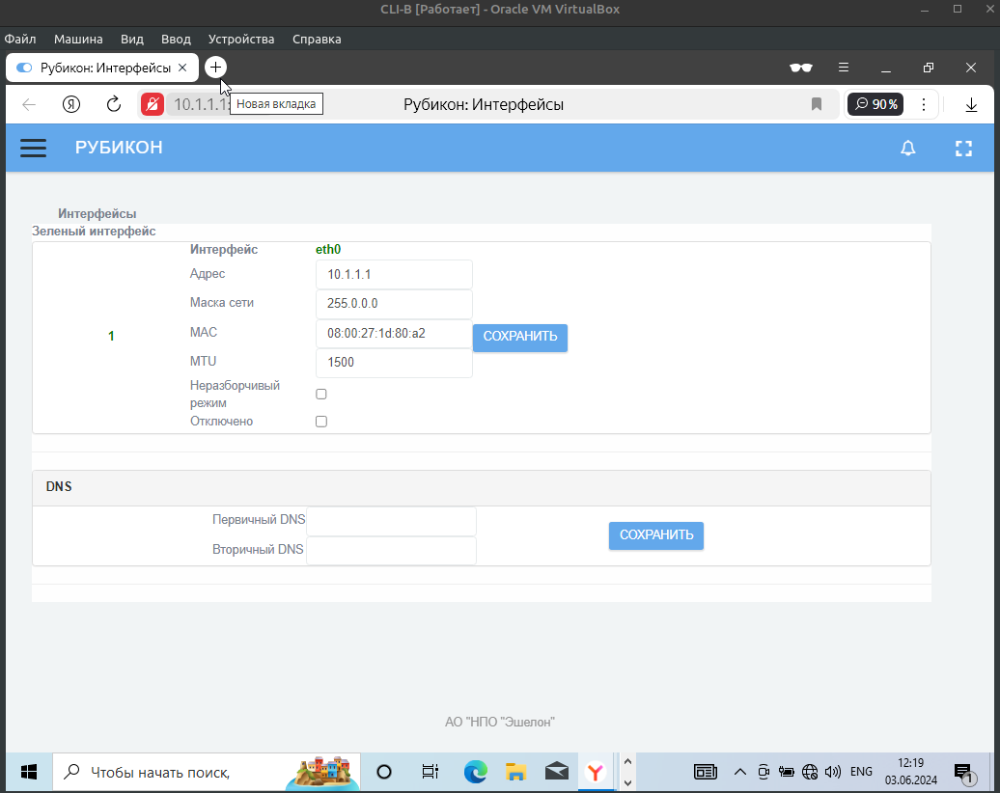 CLI-B [Работает] - Oracle VM VirtualBox
Файл Машина Вид Ввод Устройства Справка
Рубикон: Интерфейсы
10.1.1.1: Новая вкладка Рубикон: Интерфейсы 90%
РУБИКОН
Интерфейсы
Зеленый интерфейс
Интерфейс eth0
Адрес 10.1.1.1
Маска сети 255.0.0.0
1 MAC 08:00:27:1d:80:a2 СОХРАНИТЬ
MTU 1500
Неразборчивый
режим
Отключено
DNS
Первичный DNS
СОХРАНИТЬ
Вторичный DNS
АО "НПО "Эшелон"
Чтобы начать поиск, ENG 12:19
03.06.2024
1